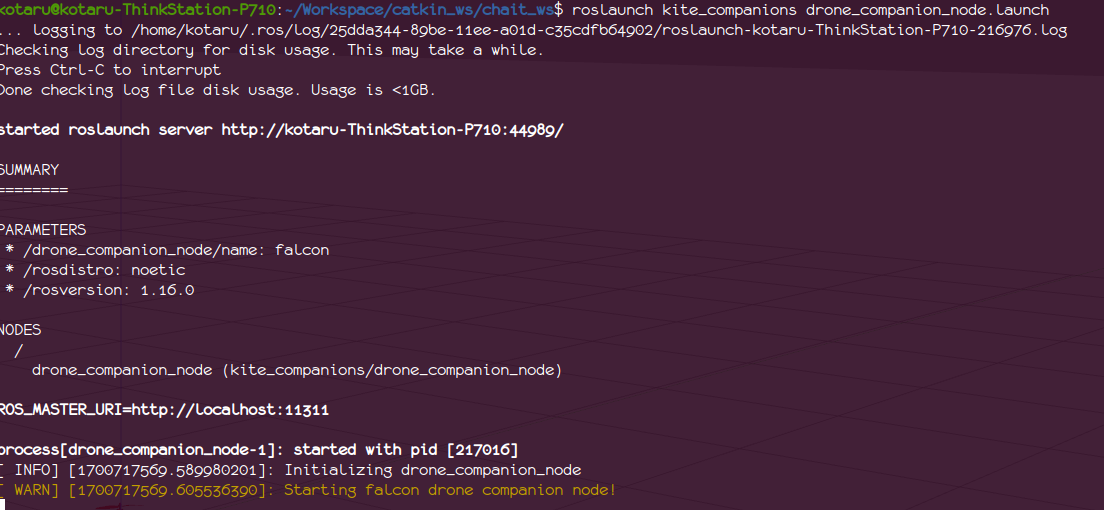 kotaru@kotaru-ThinkStation-P710:~/Workspace/catkin_ws/chait_ws$ roslaunch kite_companions drone_companion_node.launch
... logging to /home/kotaru/.ros/log/25dda344-89be-11ee-a01d-c35cdfb64902/roslaunch-kotaru-ThinkStation-P710-216976.log
Checking log directory for disk usage. This may take a while.
Press Ctrl-C to interrupt
Done checking log file disk usage. Usage is <1GB.
started roslaunch server http://kotaru-ThinkStation-P710:44989/
SUMMARY
========
PARAMETERS
 * /drone_companion_node/name: falcon
 * /rosdistro: noetic
 * /rosversion: 1.16.0
NODES
  /
    drone_companion_node (kite_companions/drone_companion_node)
ROS_MASTER_URI=http://localhost:11311
process[drone_companion_node-1]: started with pid [217016]
[ INFO] [1700717569.589980201]: Initializing drone_companion_node
[ WARN] [1700717569.605536390]: Starting falcon drone companion node!